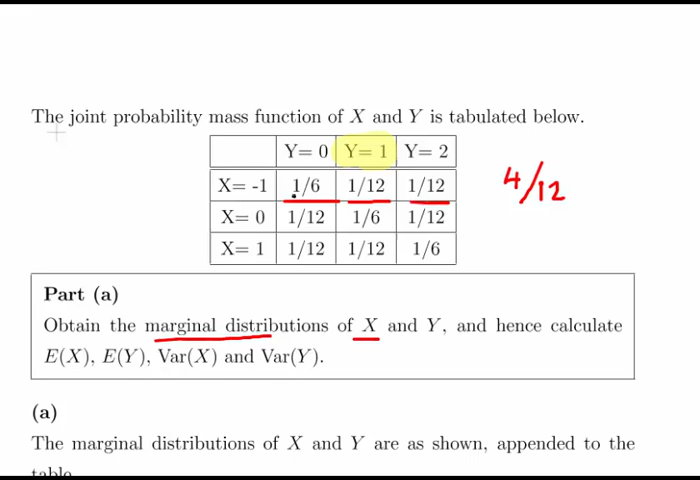 The joint probability mass function of X and Y is tabulated below.
Y= 0 Y= 1 Y= 2
X= -1 1/6 1/12 1/12 4/12
X= 0 1/12 1/6 1/12
X= 1 1/12 1/12 1/6
Part (a)
Obtain the marginal distributions of X and Y, and hence calculate
E(X), E(Y), Var(X) and Var(Y).
(a)
The marginal distributions of X and Y are as shown, appended to the
table